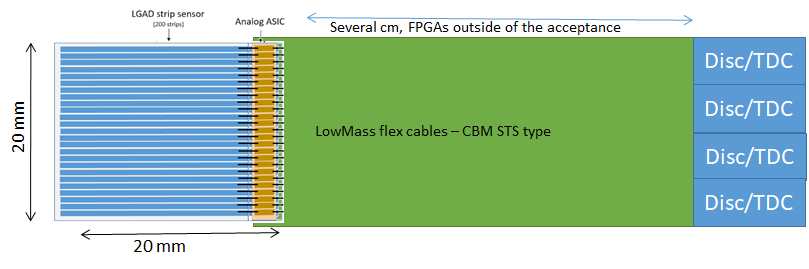 LGAD strip sensor
(200 strips)
Analog ASIC
Several cm, FPGAs outside of the acceptance
Disc/TDC
Disc/TDC
Disc/TDC
Disc/TDC
LowMass flex cables – CBM STS type
20 mm
20 mm